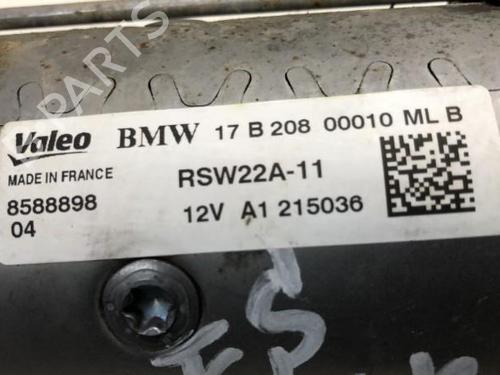 PARTS
Valeo BMW 17 B 208 00010 ML B
MADE IN FRANCE RSW22A-11
8588898 12V A1 215036
04